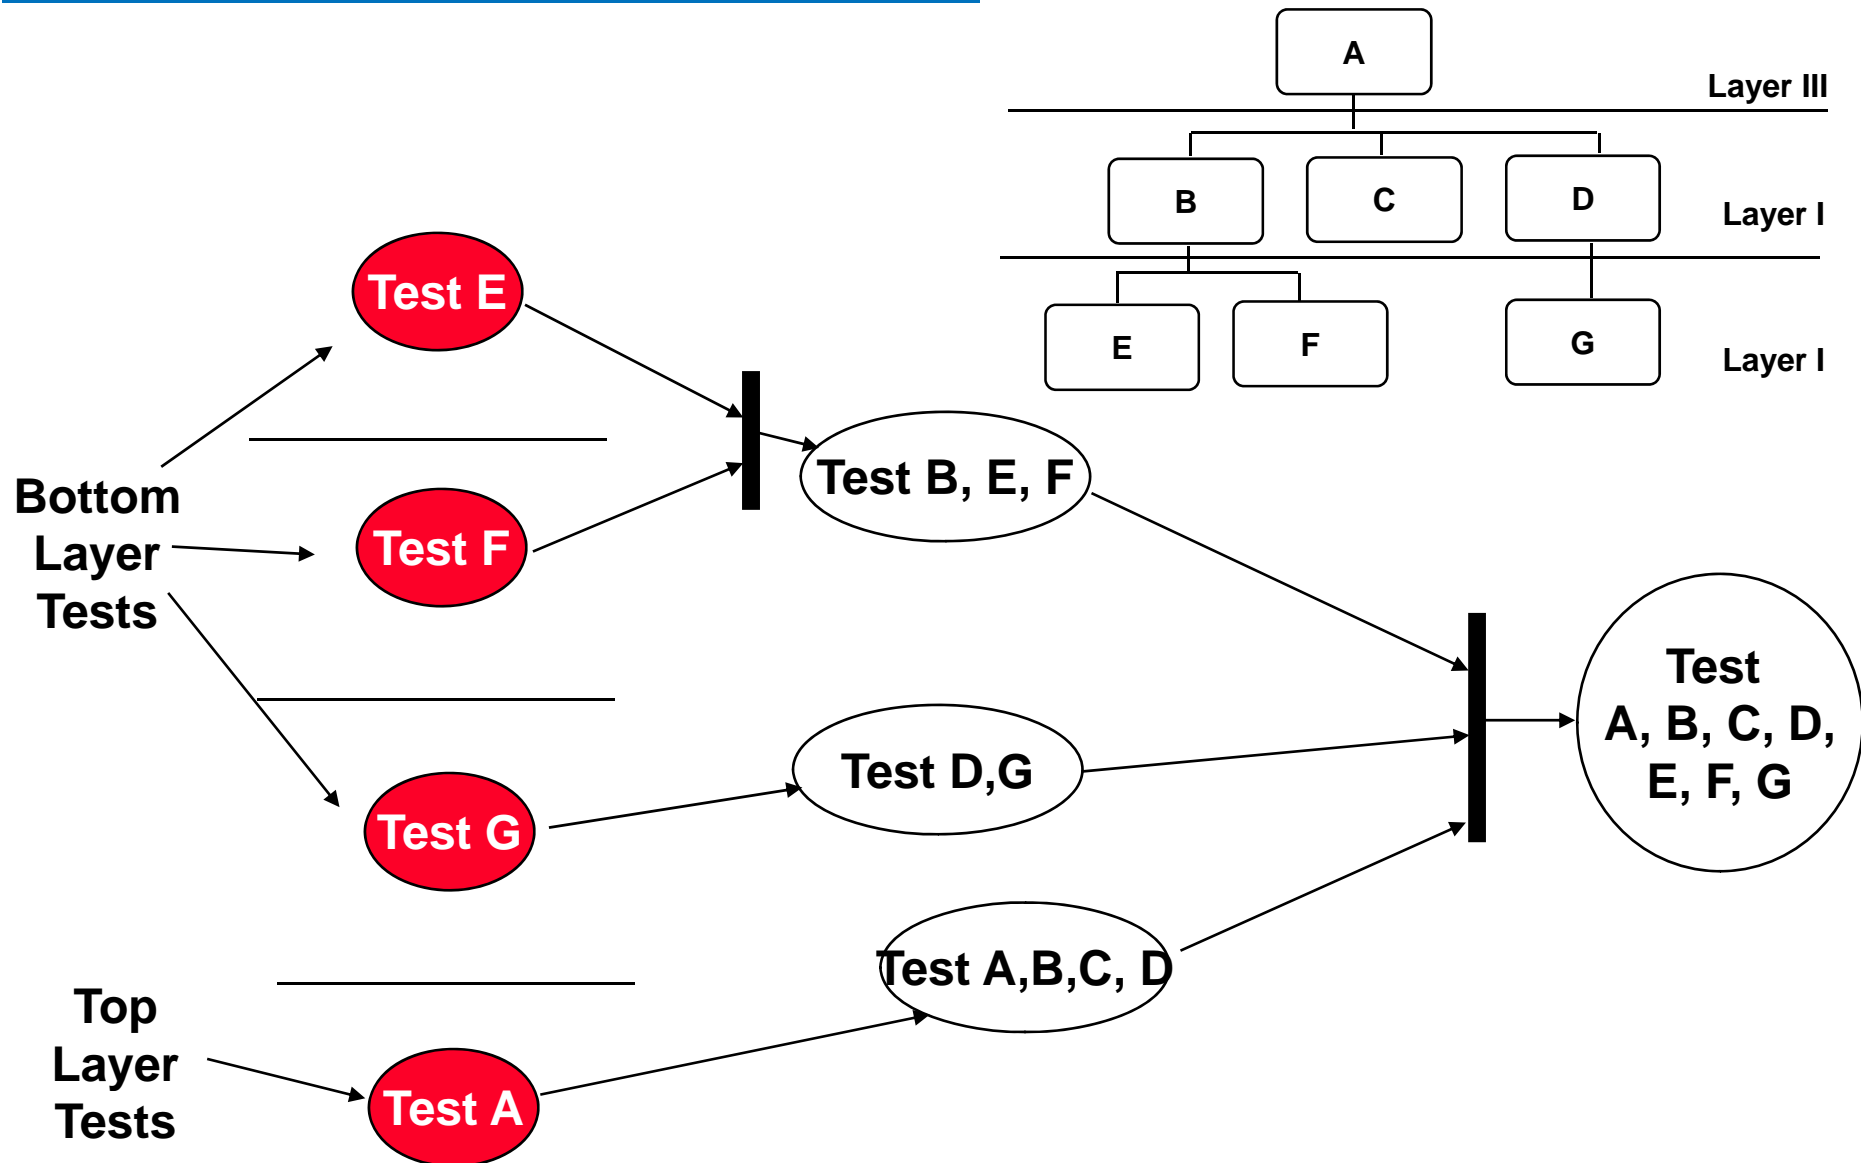 A
Layer III
B
C
D
Layer I
E
F
G
Layer I
Test E
Bottom
Layer
Tests
Test F
Test B, E, F
Test G
Test D,G
Test
A, B, C, D,
E, F, G
Top
Layer
Tests
Test A
Test A,B,C, D